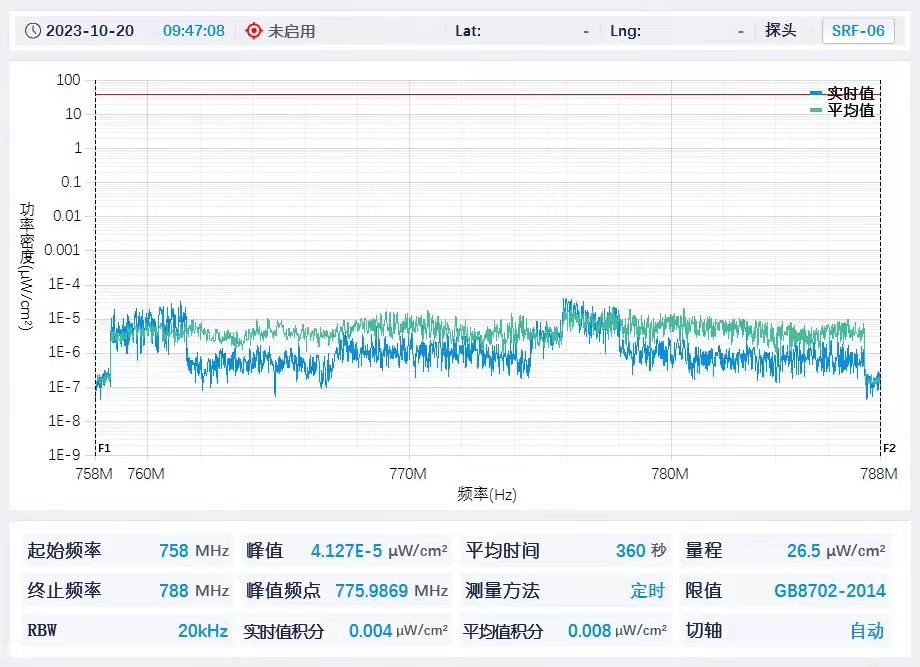 2023-10-20 09:47:08 未启用 Lat: - Lng: - 探头 SRF-06
实时值
平均值
100
10
1
0.1
0.01
0.001
1E-4
1E-5
1E-6
1E-7
1E-8
1E-9
功率密度(μW/cm²)
F1 F2
758M 760M 770M 780M 788M
频率(Hz)
起始频率 758 MHz 峰值 4.127E-5 μW/cm² 平均时间 360 秒 量程 26.5 μW/cm²
终止频率 788 MHz 峰值频点 775.9869 MHz 测量方法 定时 限值 GB8702-2014
RBW 20kHz 实时值积分 0.004 μW/cm² 平均值积分 0.008 μW/cm² 切轴 自动